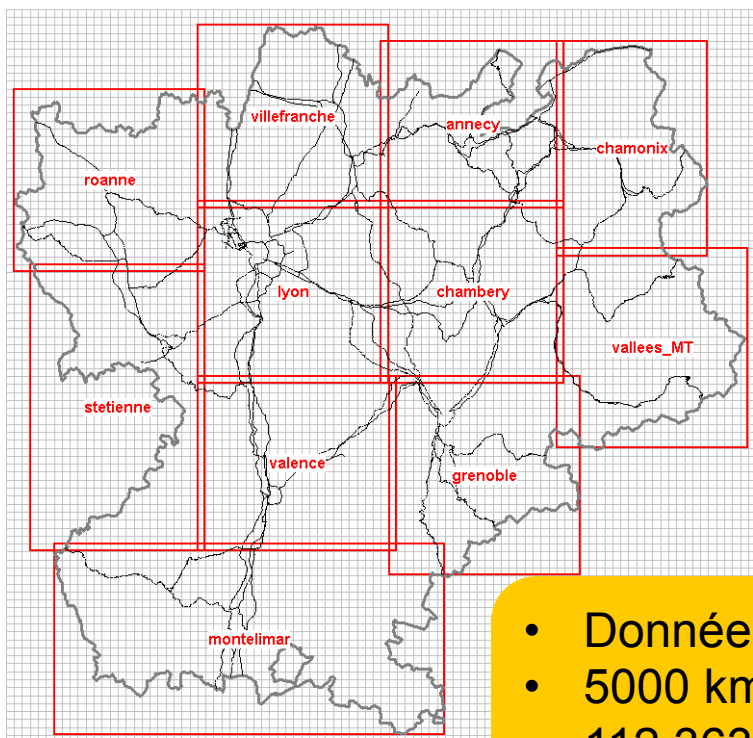 villefranche
annecy
chamonix
roanne
lyon
chambery
vallees_MT
stetienne
valence
grenoble
montelimar
• Donnée
• 5000 km